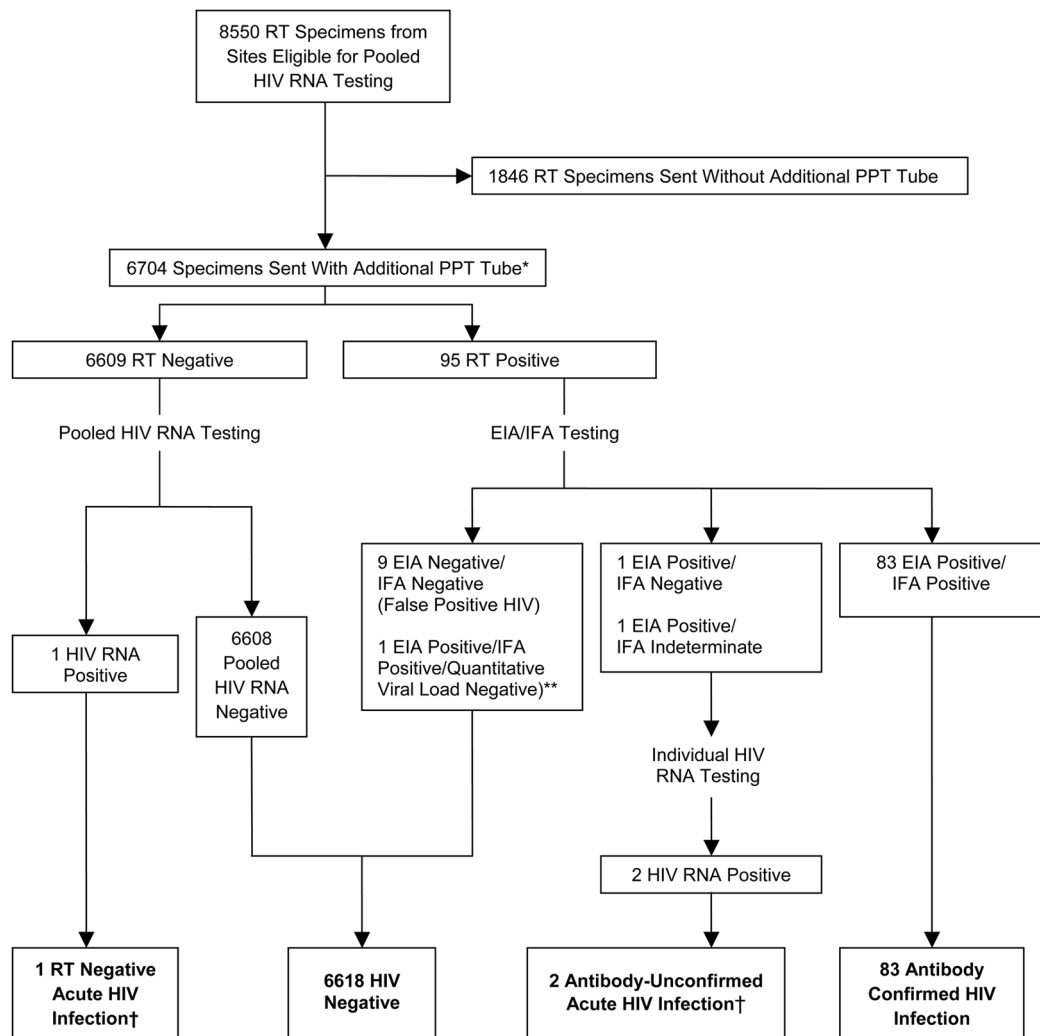 8550 RT Specimens from
Sites Eligible for Pooled
HIV RNA Testing
1846 RT Specimens Sent Without Additional PPT Tube
6704 Specimens Sent With Additional PPT Tube*
6609 RT Negative
95 RT Positive
Pooled HIV RNA Testing
EIA/IFA Testing
9 EIA Negative/
IFA Negative
(False Positive HIV)
1 EIA Positive/IFA
Positive/Quantitative
Viral Load Negative)**
1 EIA Positive/
IFA Negative
1 EIA Positive/
IFA Indeterminate
83 EIA Positive/
IFA Positive
1 HIV RNA
Positive
6608
Pooled
HIV RNA
Negative
Individual HIV
RNA Testing
2 HIV RNA Positive
1 RT Negative
Acute HIV
Infection†
6618 HIV
Negative
2 Antibody-Unconfirmed
Acute HIV Infection†
83 Antibody
Confirmed HIV
Infection